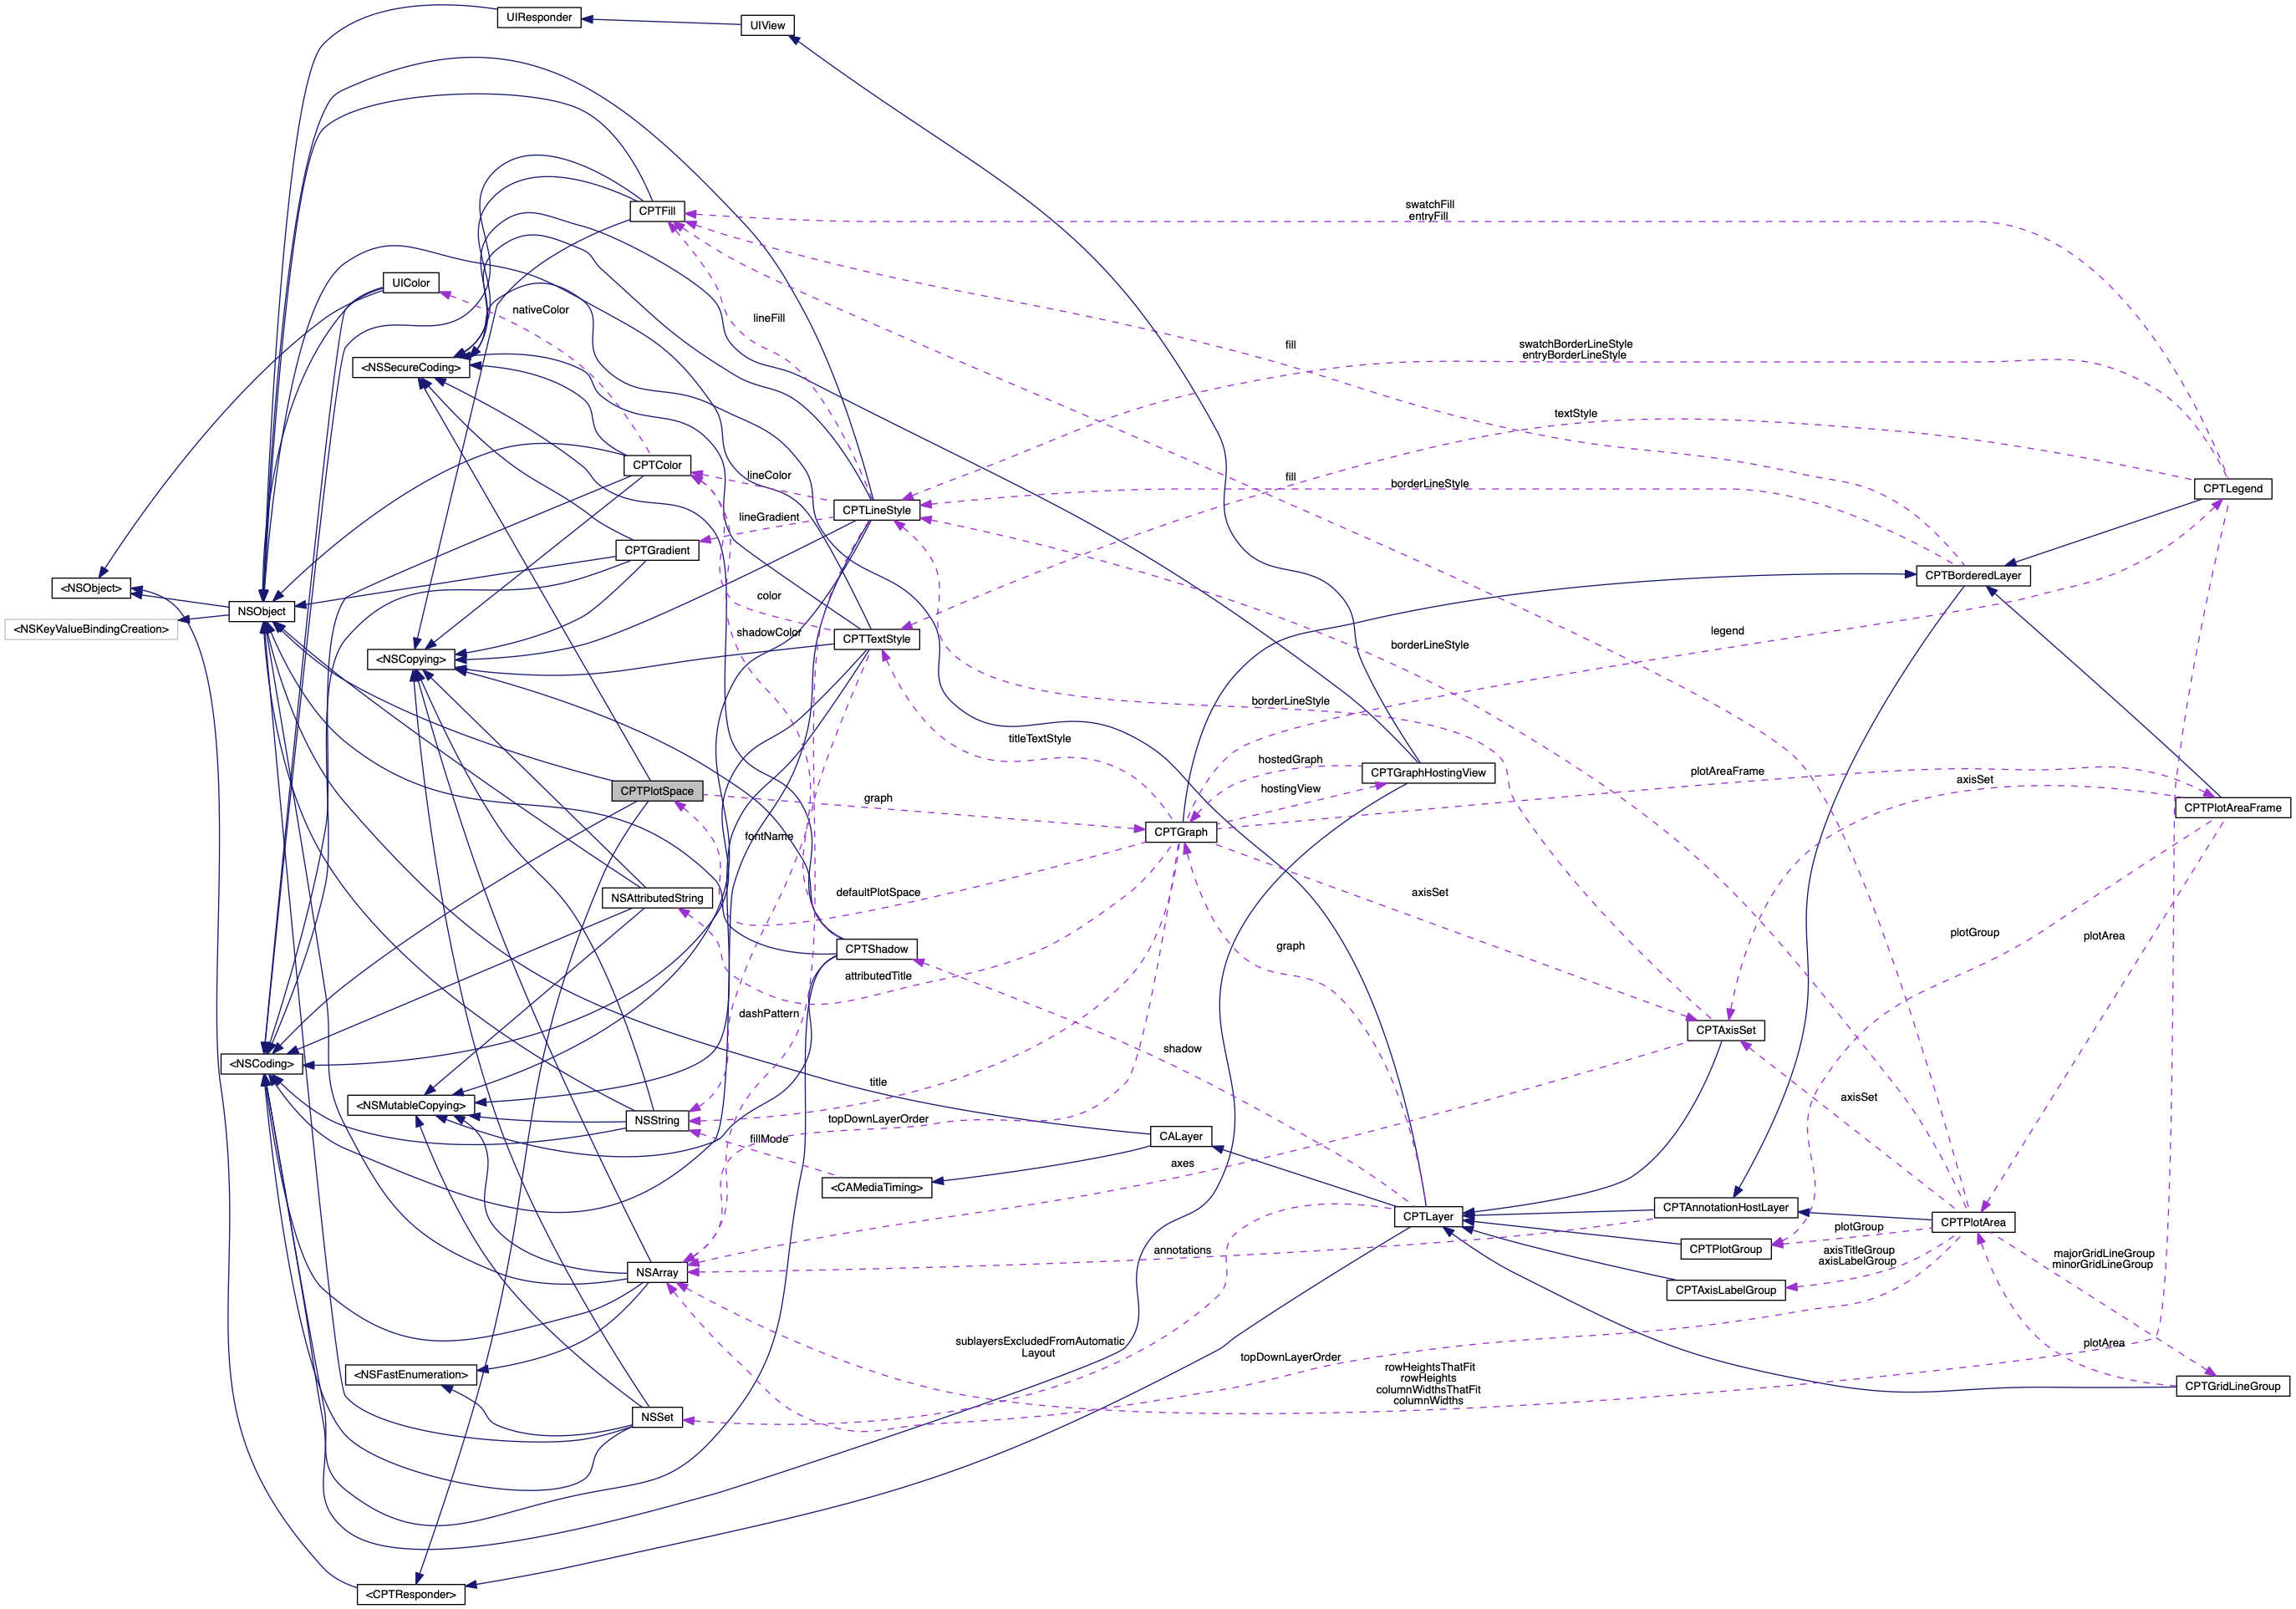 UIResponder
UIView
CPTFill
swatchFill
entryFill
UIColor
nativeColor
lineFill
fill
swatchBorderLineStyle
entryBorderLineStyle
<NSSecureCoding>
textStyle
CPTColor
lineColor
fill
borderLineStyle
CPTLegend
CPTLineStyle
lineGradient
CPTGradient
<NSObject>
CPTBorderedLayer
NSObject
color
<NSKeyValueBindingCreation>
shadowColor
CPTTextStyle
legend
<NSCopying>
borderLineStyle
borderLineStyle
titleTextStyle
hostedGraph
CPTGraphHostingView
plotAreaFrame
axisSet
CPTPlotSpace
graph
hostingView
CPTPlotAreaFrame
fontName
CPTGraph
defaultPlotSpace
axisSet
NSAttributedString
plotGroup
plotArea
CPTShadow
graph
attributedTitle
dashPattern
CPTAxisSet
shadow
<NSCoding>
title
<NSMutableCopying>
NSString
topDownLayerOrder
axisSet
fillMode
CALayer
axes
<CAMediaTiming>
CPTLayer
CPTAnnotationHostLayer
CPTPlotArea
plotGroup
annotations
CPTPlotGroup
axisTitleGroup
axisLabelGroup
majorGridLineGroup
minorGridLineGroup
NSArray
CPTAxisLabelGroup
sublayersExcludedFromAutomatic
Layout
plotArea
topDownLayerOrder
<NSFastEnumeration>
rowHeightsThatFit
rowHeights
columnWidthsThatFit
columnWidths
CPTGridLineGroup
NSSet
<CPTResponder>